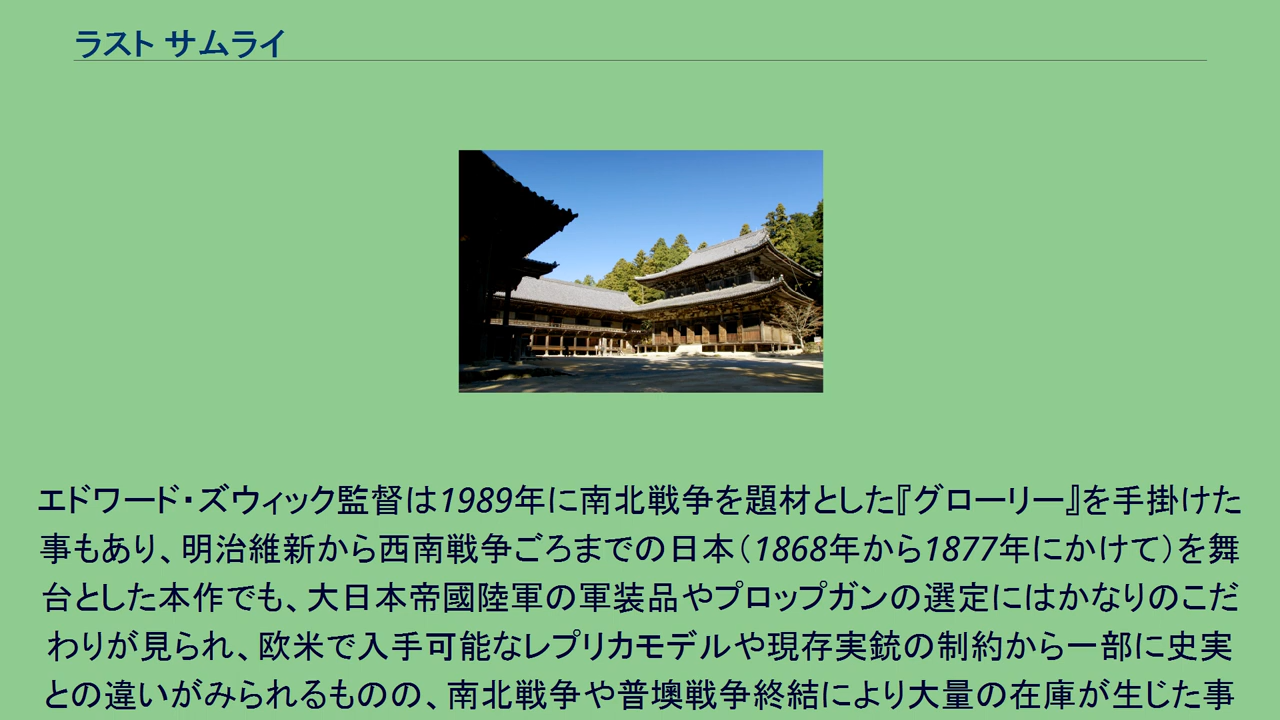 ラスト サムライ
エドワード・ズウィック監督は1989年に南北戦争を題材とした『グローリー』を手掛けた
事もあり、明治維新から西南戦争ごろまでの日本（1868年から1877年にかけて）を舞
台とした本作でも、大日本帝國陸軍の軍装品やプロップガンの選定にはかなりのこだ
わりが見られ、欧米で入手可能なレプリカモデルや現存実銃の制約から一部に史実
との違いがみられるものの、南北戦争や普墺戦争終結により大量の在庫が生じた事